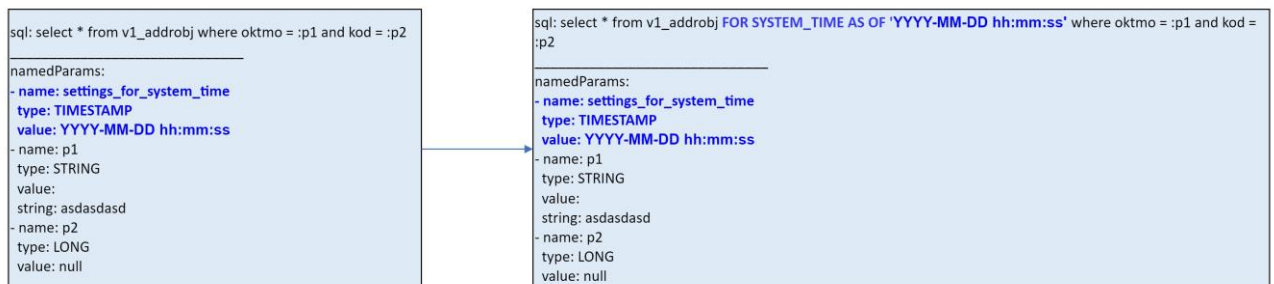 sql: select * from v1_addrobj where oktmo = :p1 and kod = :p2
namedParams:
- name: settings_for_system_time
type: TIMESTAMP
value: YYYY-MM-DD hh:mm:ss
- name: p1
type: STRING
value:
string: asdasdasd
- name: p2
type: LONG
value: null
sql: select * from v1_addrobj FOR SYSTEM_TIME AS OF 'YYYY-MM-DD hh:mm:ss' where oktmo = :p1 and kod =
:p2
namedParams:
- name: settings_for_system_time
type: TIMESTAMP
value: YYYY-MM-DD hh:mm:ss
- name: p1
type: STRING
value:
string: asdasdasd
- name: p2
type: LONG
value: null